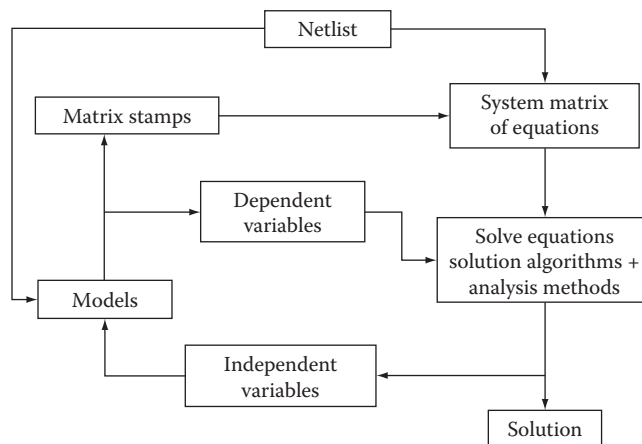 Netlist
Matrix stamps
System matrix
of equations
Dependent
variables
Solve equations
solution algorithms +
analysis methods
Models
Independent
variables
Solution